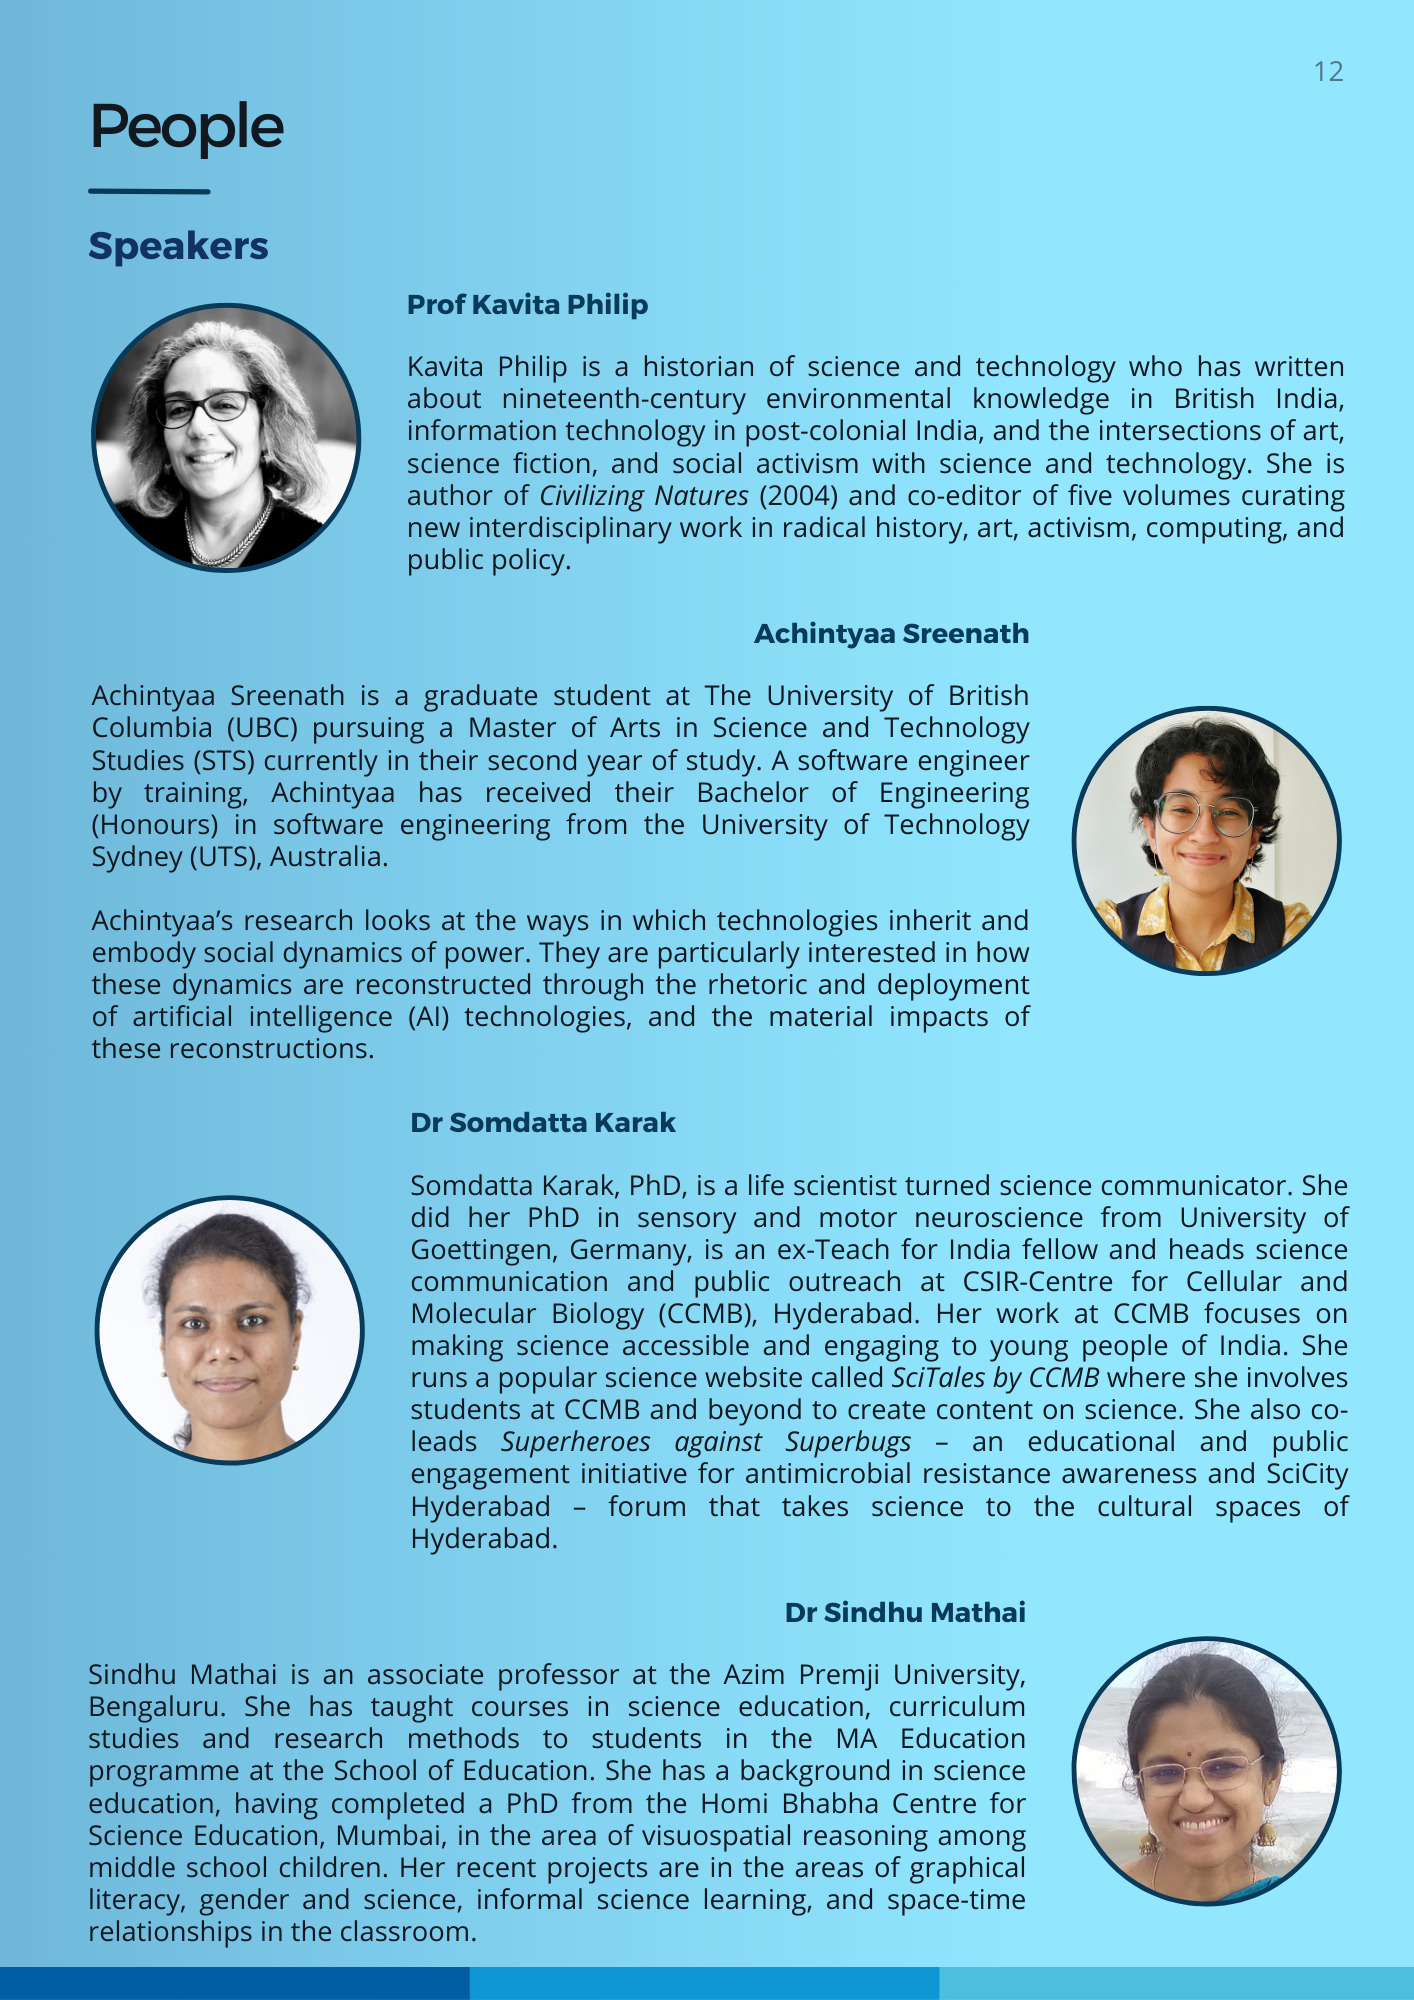 12
People
Speakers
Prof Kavita Philip
Kavita Philip is a historian of science and technology who has written
about nineteenth-century environmental knowledge in British India,
information technology in post-colonial India, and the intersections of art,
science fiction, and social activism with science and technology. She is
author of Civilizing Natures (2004) and co-editor of five volumes curating
new interdisciplinary work in radical history, art, activism, computing, and
public policy.
Achintyaa Sreenath
Achintyaa Sreenath is a graduate student at The University of British
Columbia (UBC) pursuing a Master of Arts in Science and Technology
Studies (STS) currently in their second year of study. A software engineer
by training, Achintyaa has received their Bachelor of Engineering
(Honours) in software engineering from the University of Technology
Sydney (UTS), Australia.
Achintyaa’s research looks at the ways in which technologies inherit and
embody social dynamics of power. They are particularly interested in how
these dynamics are reconstructed through the rhetoric and deployment
of artificial intelligence (AI) technologies, and the material impacts of
these reconstructions.
Dr Somdatta Karak
Somdatta Karak, PhD, is a life scientist turned science communicator. She
did her PhD in sensory and motor neuroscience from University of
Goettingen, Germany, is an ex-Teach for India fellow and heads science
communication and public outreach at CSIR-Centre for Cellular and
Molecular Biology (CCMB), Hyderabad. Her work at CCMB focuses on
making science accessible and engaging to young people of India. She
runs a popular science website called SciTales by CCMB where she involves
students at CCMB and beyond to create content on science. She also co-
leads Superheroes against Superbugs – an educational and public
engagement initiative for antimicrobial resistance awareness and SciCity
Hyderabad – forum that takes science to the cultural spaces of
Hyderabad.
Dr Sindhu Mathai
Sindhu Mathai is an associate professor at the Azim Premji University,
Bengaluru. She has taught courses in science education, curriculum
studies and research methods to students in the MA Education
programme at the School of Education. She has a background in science
education, having completed a PhD from the Homi Bhabha Centre for
Science Education, Mumbai, in the area of visuospatial reasoning among
middle school children. Her recent projects are in the areas of graphical
literacy, gender and science, informal science learning, and space-time
relationships in the classroom.